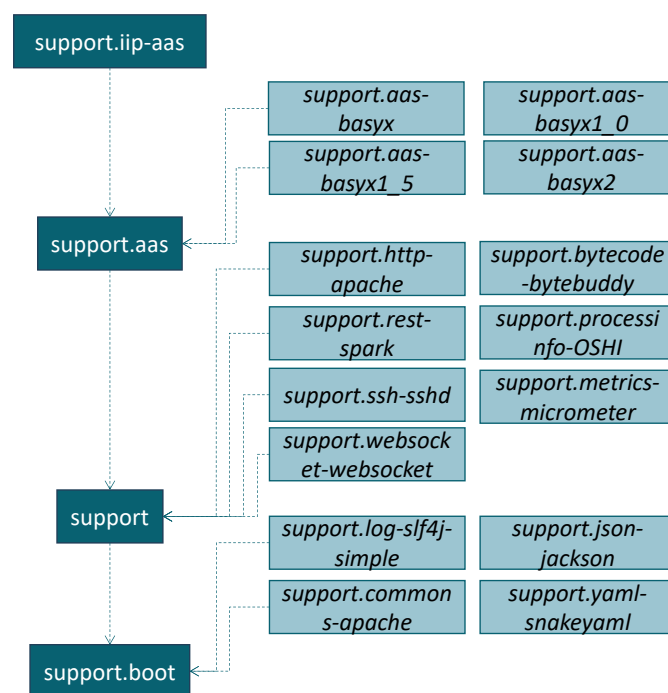 support.iip-aas
support.aas-
basyx
support.aas-
basyx1_0
support.aas-
basyx1_5
support.aas-
basyx2
support.aas
support.http-
apache
support.bytecode
-bytebuddy
support.rest-
spark
support.processi
nfo-OSHI
support.ssh-sshd
support.metrics-
micrometer
support.websock
et-websocket
support
support.log-slf4j-
simple
support.json-
jackson
support.common
s-apache
support.yaml-
snakeyaml
support.boot